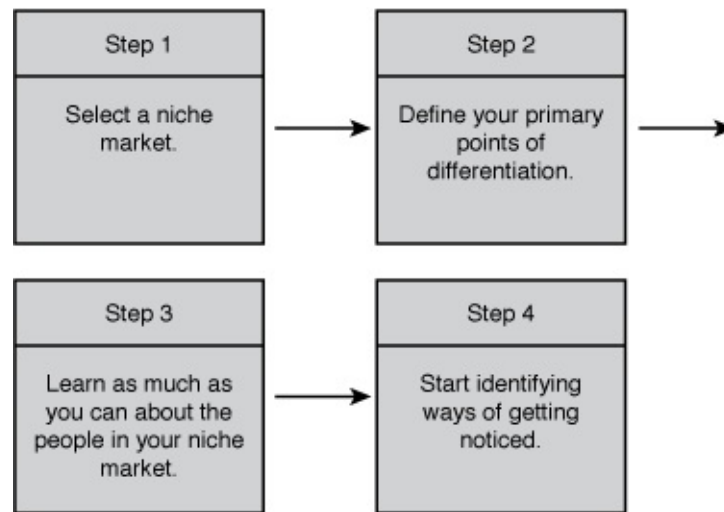 Step 1
Select a niche
market.
Step 2
Define your primary
points of
differentiation.
Step 3
Learn as much as
you can about the
people in your niche
market.
Step 4
Start identifying
ways of getting
noticed.